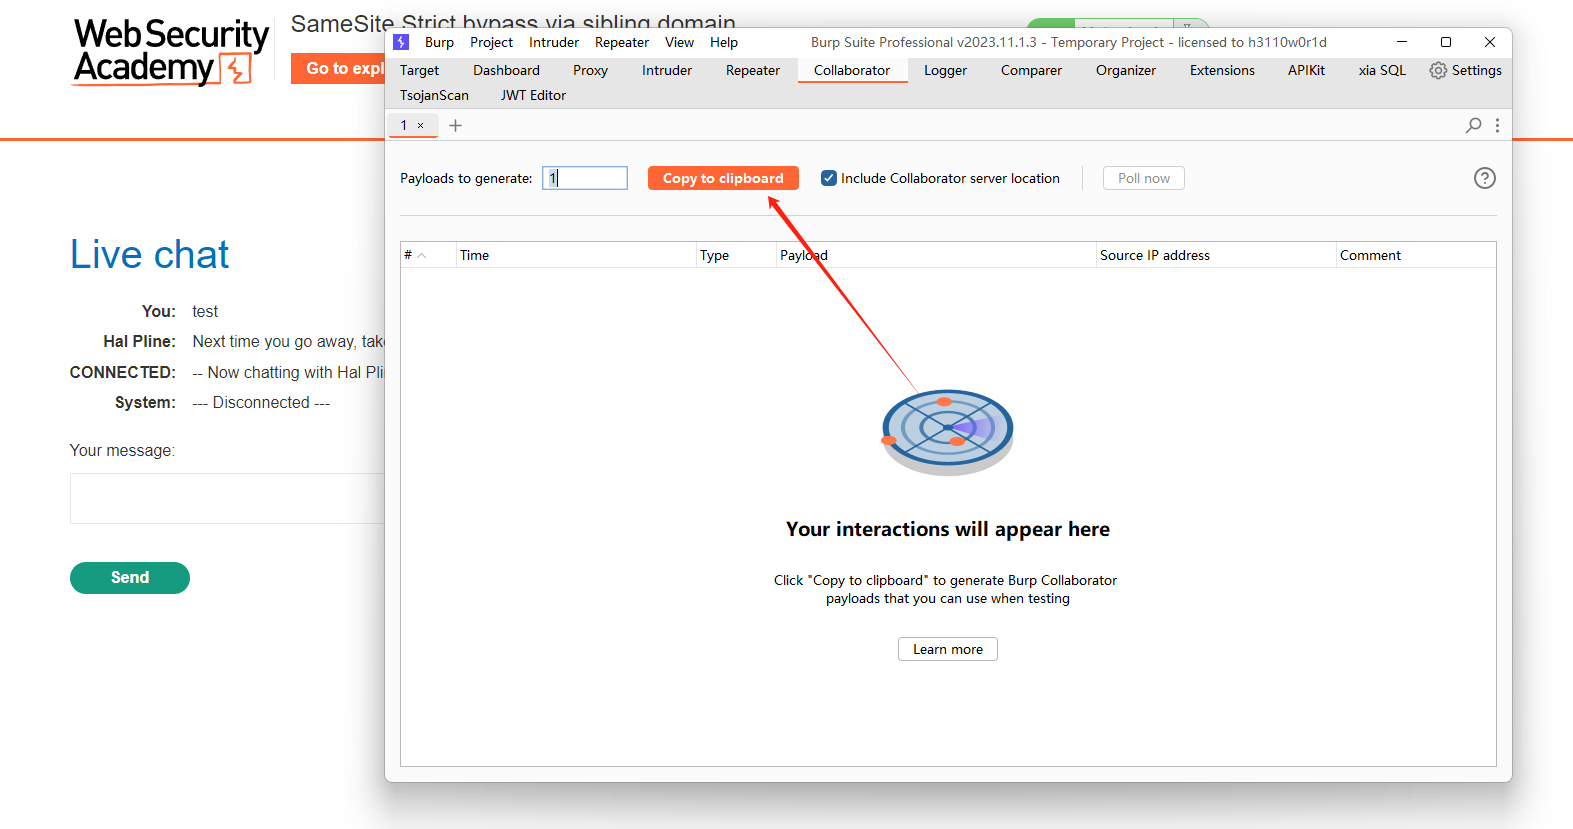 Web Security
Academy
SameSite Strict bypass via sibling domain
Go to expl
Burp Project Intruder Repeater View Help
Burp Suite Professional v2023.11.1.3 - Temporary Project - licensed to h3110w0r1d
Target Dashboard Proxy Intruder Repeater Collaborator Logger Comparer Organizer Extensions APIKit xia SQL Settings
TsojanScan JWT Editor
1 × +
Payloads to generate: 1 Copy to clipboard Include Collaborator server location Poll now ?
# Time Type Payload Source IP address Comment
Live chat
You: test
Hal Pline: Next time you go away, take
CONNECTED: -- Now chatting with Hal Pli
System: --- Disconnected ---
Your message:
Send
Your interactions will appear here
Click "Copy to clipboard" to generate Burp Collaborator
payloads that you can use when testing
Learn more